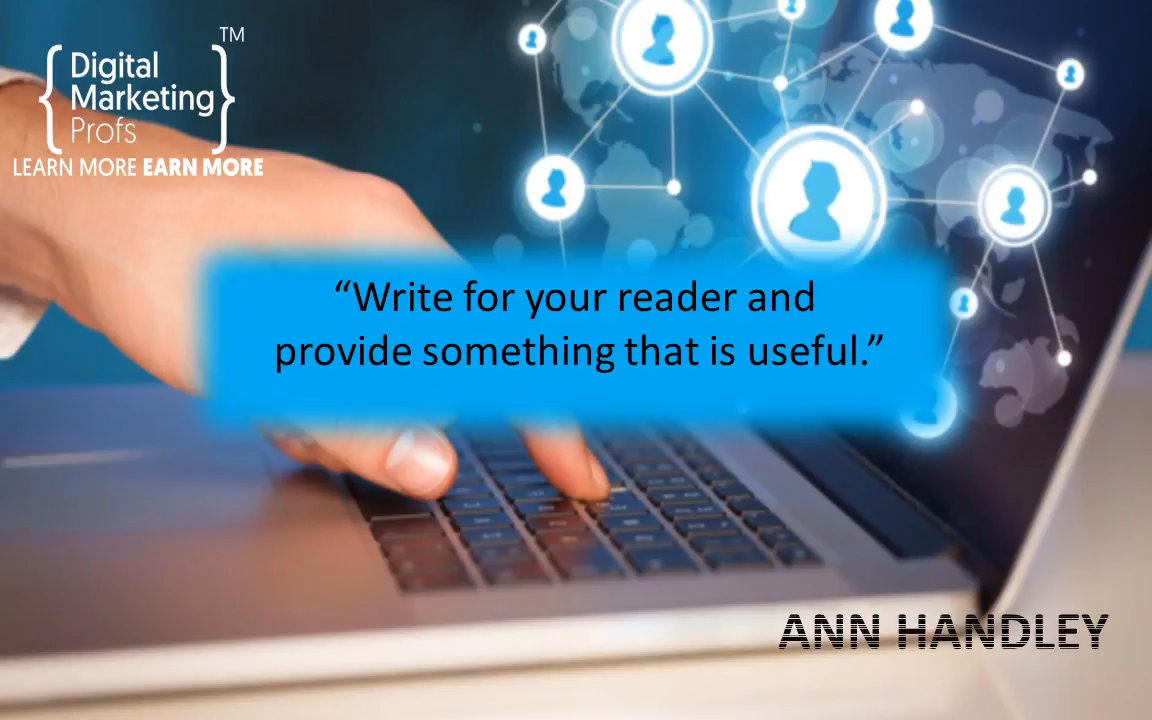 TM
Digital
Marketing
Profs
LEARN MORE EARN MORE
“Write for your reader and
provide something that is useful.”
ANN HANDLEY